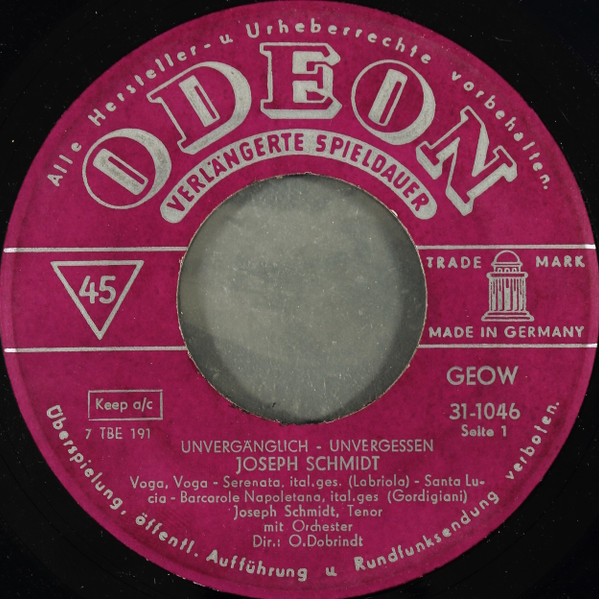 Alle Hersteller- u Urheberrechte vorbehalten.
ODEON
VERLÄNGERTE SPIELDAUER
45
TRADE MARK
MADE IN GERMANY
Keep a/c
7 TBE 191
GEOW
31-1046
Seite 1
UNVERGÄNGLICH - UNVERGESSEN
JOSEPH SCHMIDT
Voga, Voga - Serenata, ital.ges. (Labriola) - Santa Lu-
cia - Barcarole Napoletana, ital.ges (Gordigiani)
Joseph Schmidt, Tenor
mit Orchester
Dir.: O.Dobrindt
Überspielung, öffentl. Aufführung u Rundfunksendung verboten.